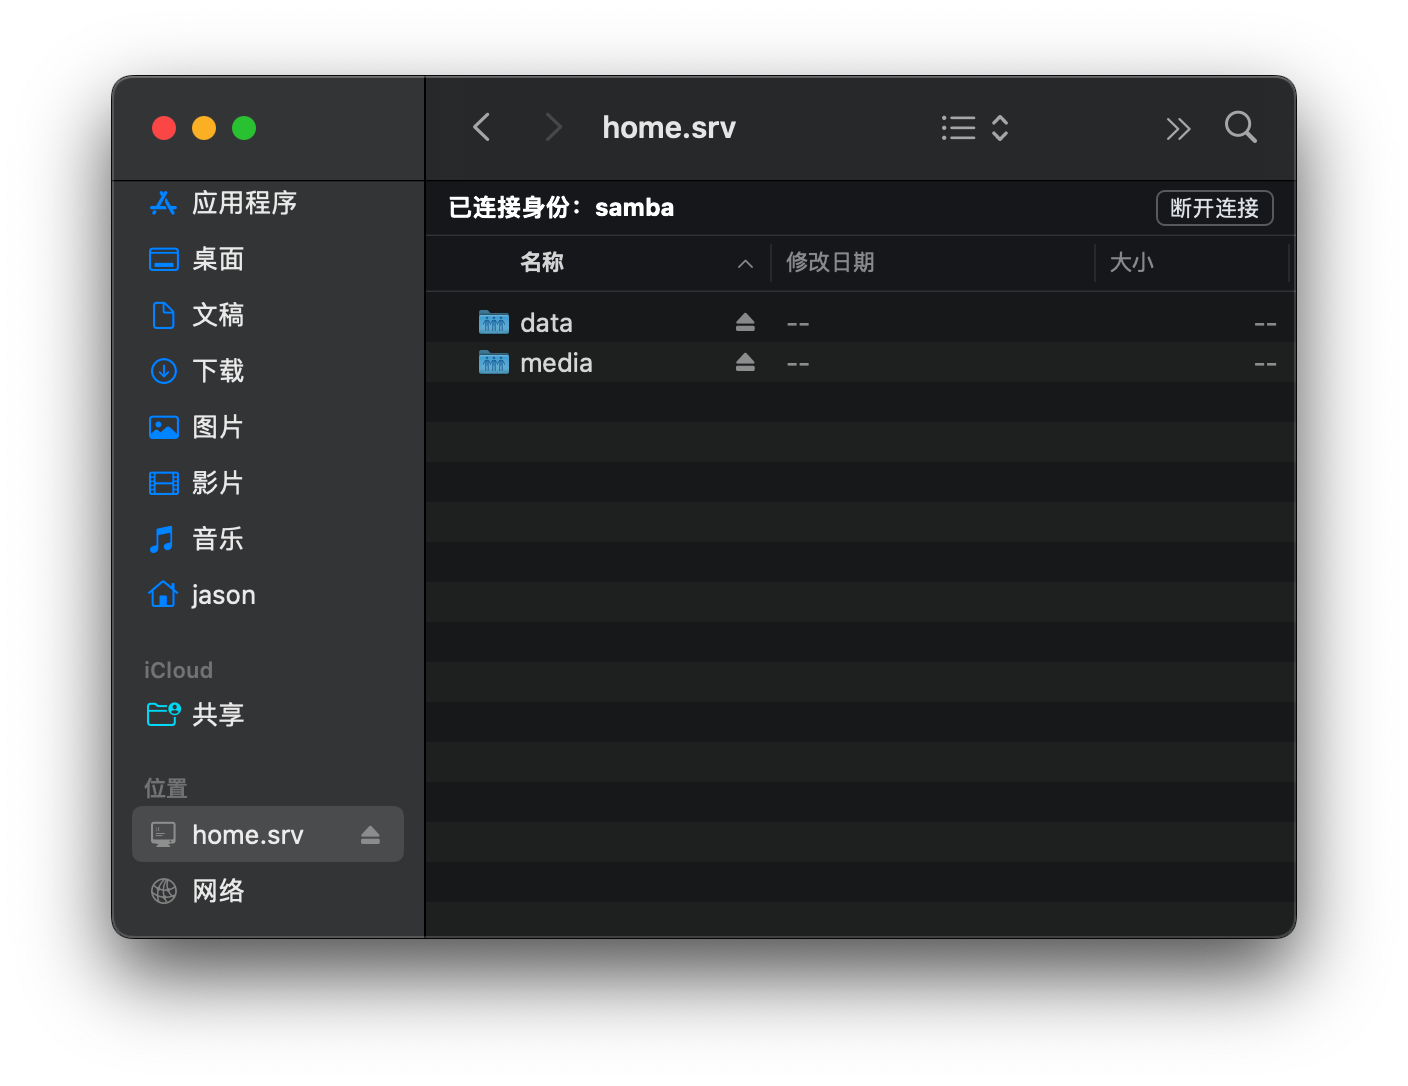 home.srv
应用程序
桌面
文稿
下载
图片
影片
音乐
jason
iCloud
共享
位置
home.srv
网络
已连接身份：samba
断开连接
名称 修改日期 大小
data -- --
media -- --